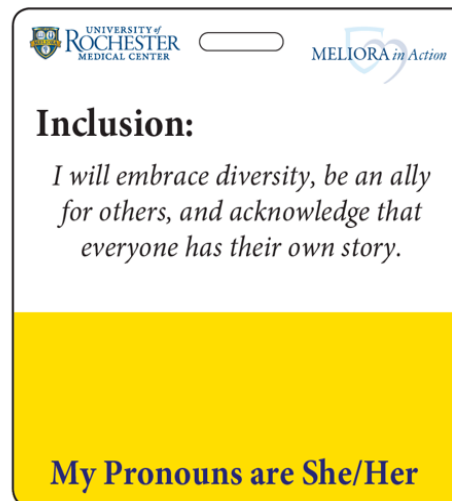 UNIVERSITY of
ROCHESTER
MEDICAL CENTER
MELIORA in Action
Inclusion:
I will embrace diversity, be an ally
for others, and acknowledge that
everyone has their own story.
My Pronouns are She/Her